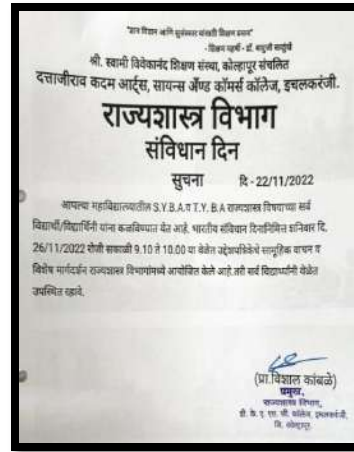 "ज्ञान विज्ञान आणि सुसंस्कार यासाठी शिक्षण प्रसार"
- शिक्षण महर्षी - डॉ. बापूजी साळुंखे
श्री. स्वामी विवेकानंद शिक्षण संस्था, कोल्हापूर संचलित
दत्ताजीराव कदम आर्ट्स, सायन्स अँण्ड कॉमर्स कॉलेज, इचलकरंजी.
राज्यशास्त्र विभाग
संविधान दिन
सुचना दि - 22/11/2022
आपल्या महाविद्यालयातील S.Y.B.A व T.Y. B.A राज्यशास्त्र विषयाच्या सर्व
विद्यार्थी/विद्यार्थिनी यांना कळविण्यात येत आहे. भारतीय संविधान दिनानिमित्त शनिवार दि.
26/11/2022 रोजी सकाळी 9.10 ते 10.00 या वेळेत उद्देशपत्रिकेचे सामूहिक वाचन व
विशेष मार्गदर्शन राज्यशास्त्र विभागामध्ये आयोजित केले आहे.तरी सर्व विद्यार्थ्यांनी वेळेत
उपस्थित रहावे.
(प्रा.विशाल कांबळे)
प्रमुख,
राज्यशास्त्र विभाग,
डी. के. ए. एस. सी. कॉलेज, इचलकरंजी,
जि. कोल्हापूर.